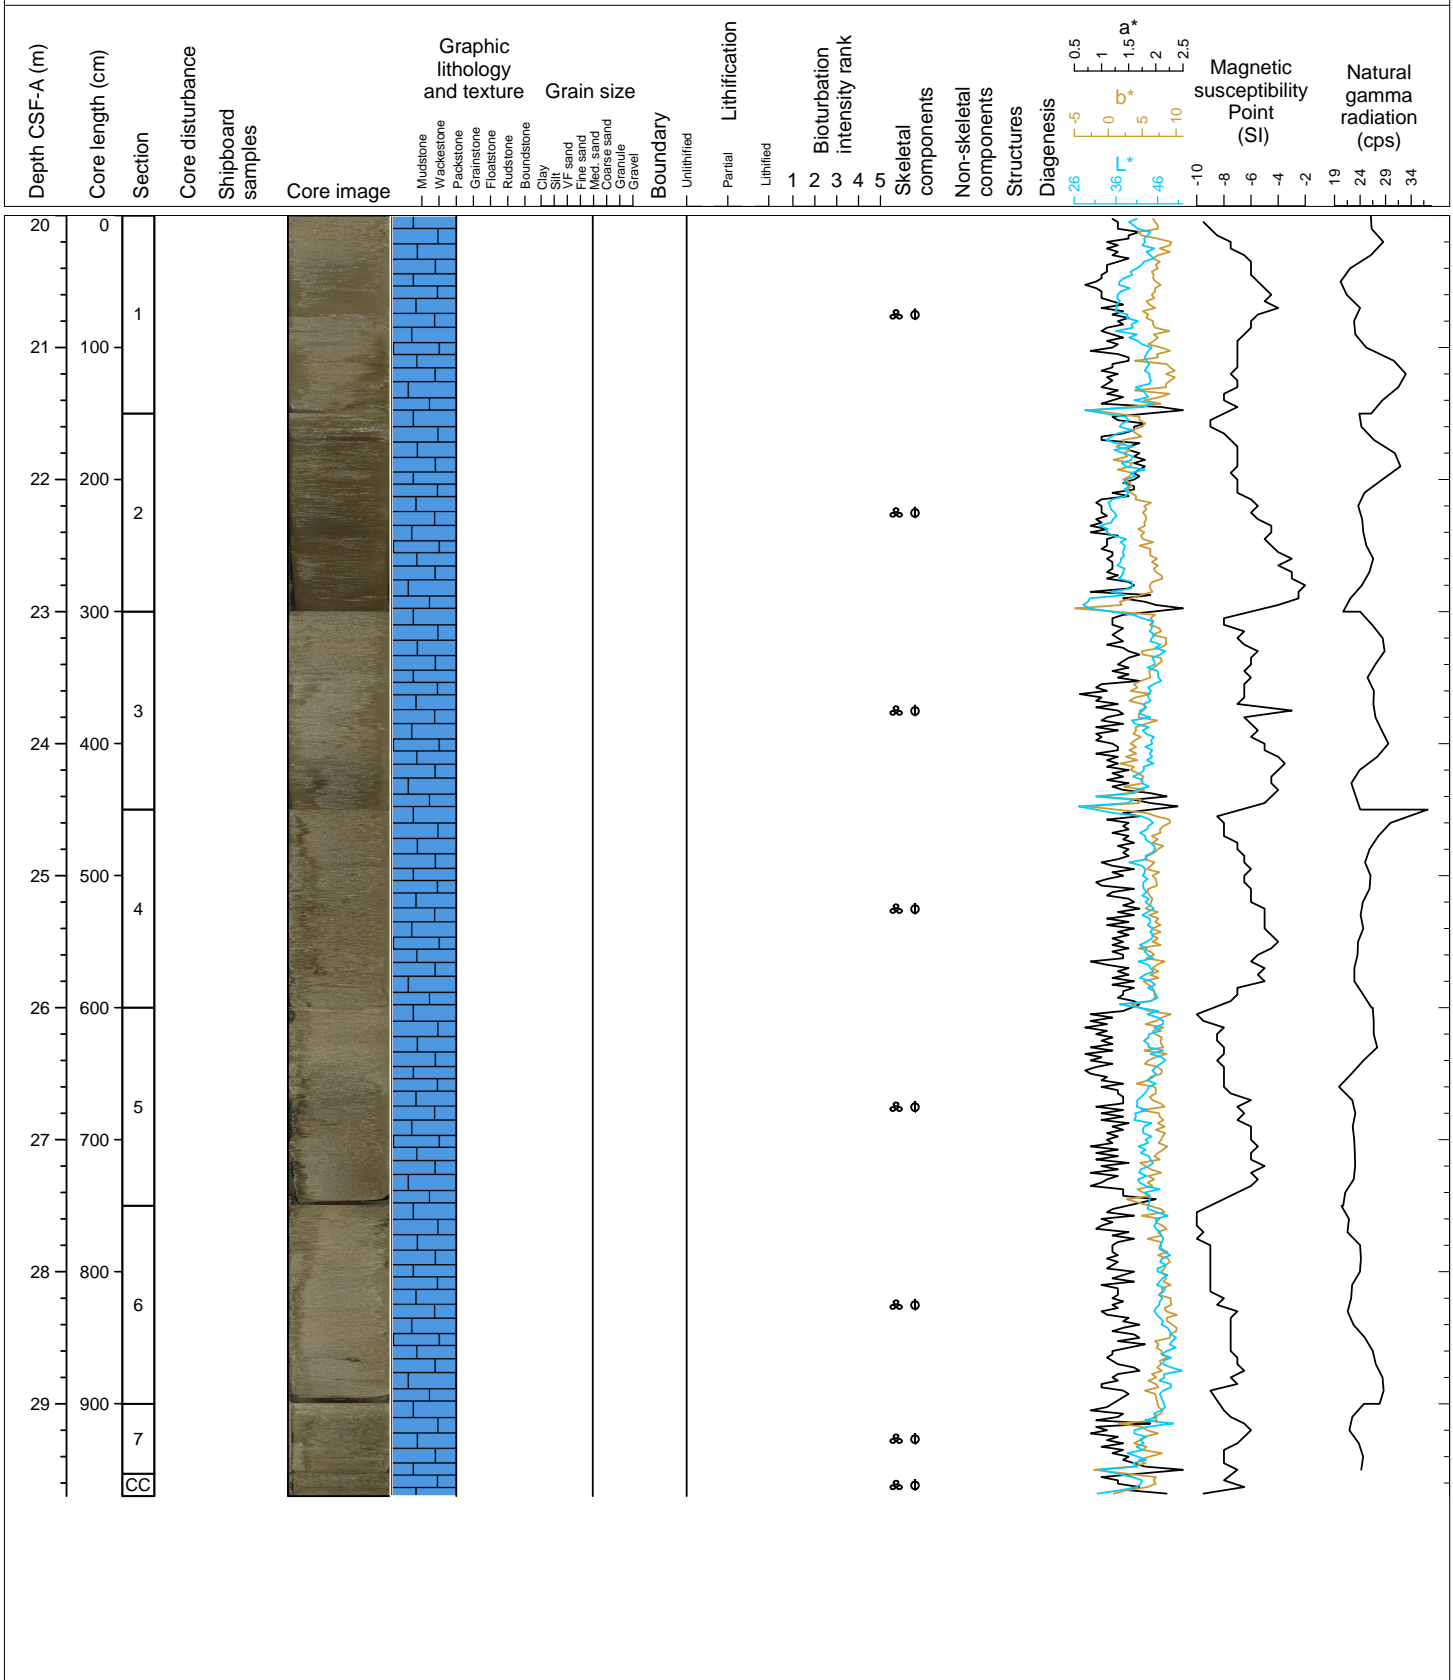 Depth CSF-A (m)
Core length (cm)
Section
Core disturbance
Shipboard
samples
Core image
Graphic
lithology
and texture
Mudstone
Wackestone
Packstone
Grainstone
Floatstone
Rudstone
Boundstone
Grain size
Clay
Silt
VF sand
Fine sand
Med. sand
Coarse sand
Granule
Gravel
Boundary
Lithification
Unlithified
Partial
Lithified
Bioturbation
intensity rank
1 2 3 4 5
Skeletal
components
Non-skeletal
components
Structures
Diagenesis
a*
0.5 1 1.5 2 2.5
b*
-5 0 5 10
L*
26 36 46
Magnetic
susceptibility
Point
(SI)
-10 -8 -6 -4 -2
Natural
gamma
radiation
(cps)
19 24 29 34
20 0
1
21 100
22 200
2
23 300
3
24 400
25 500
4
26 600
5
27 700
28 800
6
29 900
7
CC